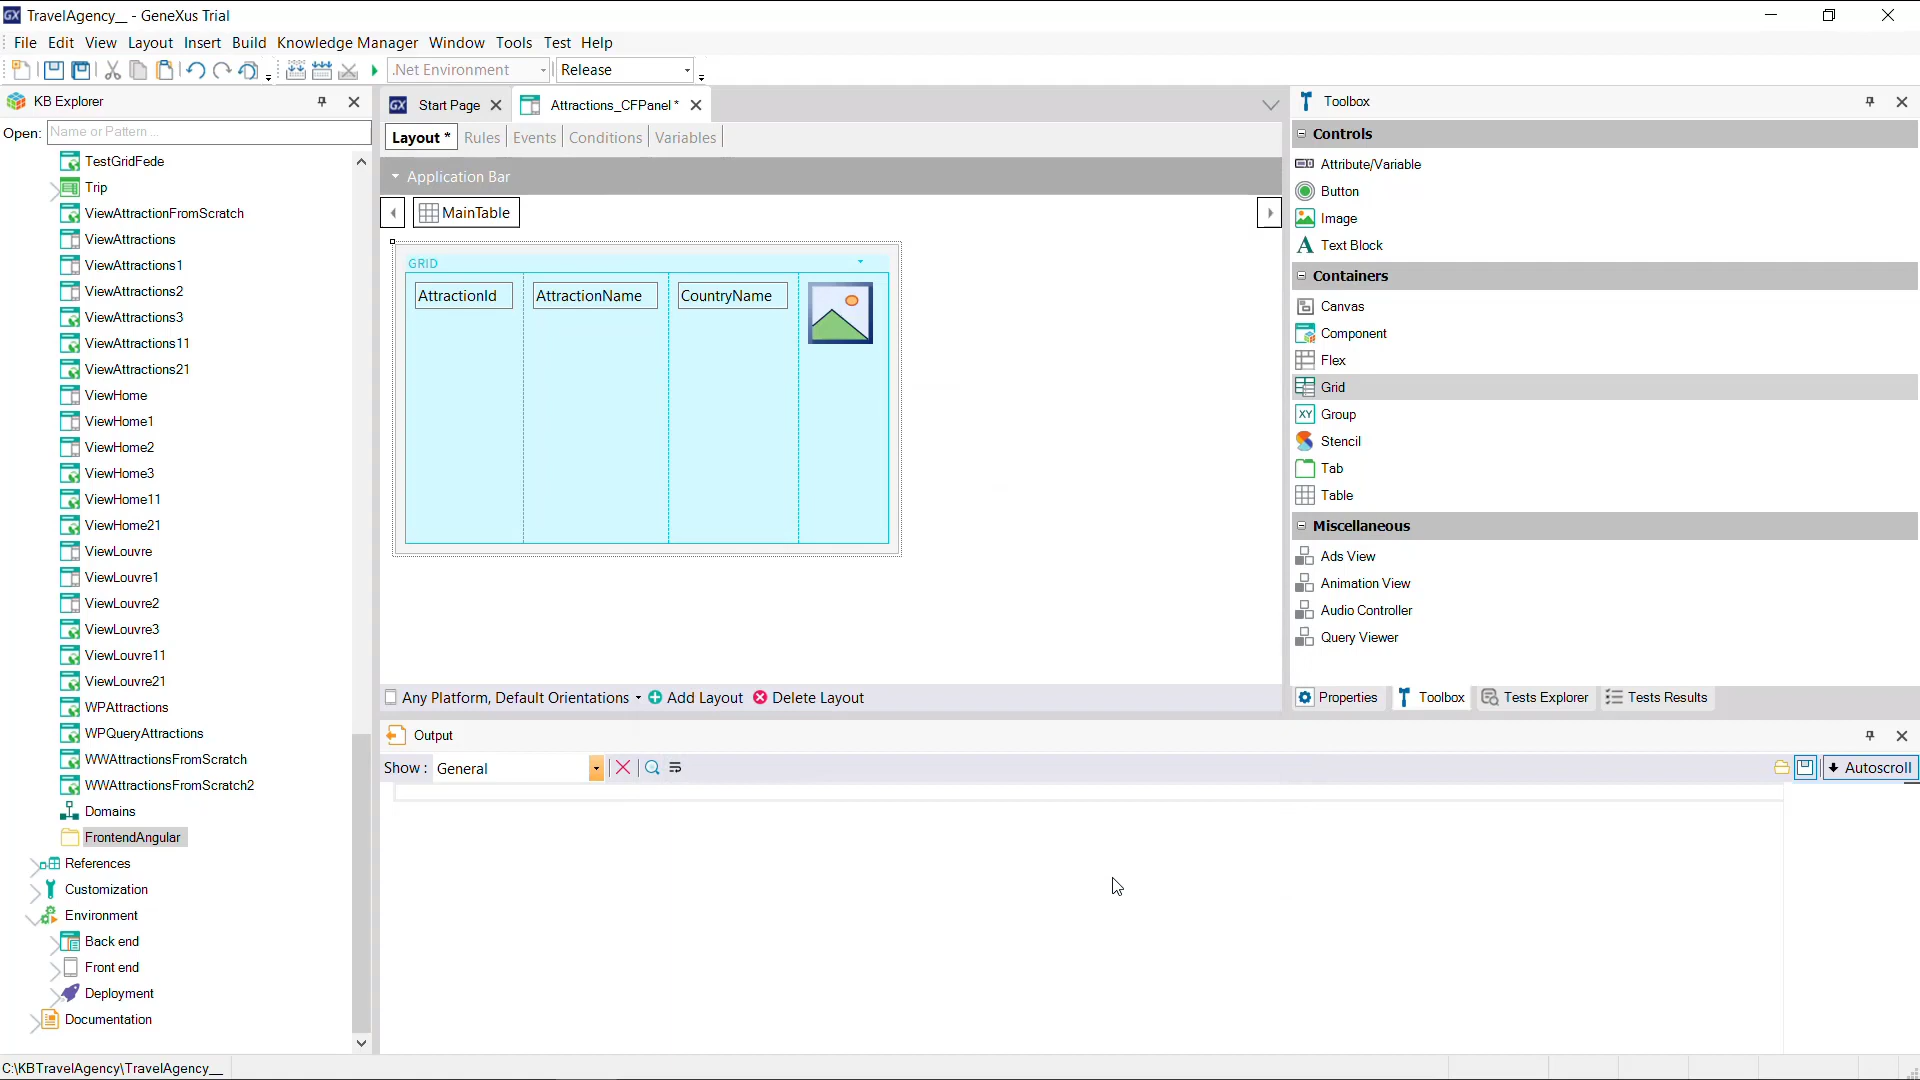 TravelAgency__ - GeneXus Trial
File Edit View Layout Insert Build Knowledge Manager Window Tools Test Help
.Net Environment Release
KB Explorer
Open: Name or Pattern ...
TestGridFede
Trip
ViewAttractionFromScratch
ViewAttractions
ViewAttractions1
ViewAttractions2
ViewAttractions3
ViewAttractions11
ViewAttractions21
ViewHome
ViewHome1
ViewHome2
ViewHome3
ViewHome11
ViewHome21
ViewLouvre
ViewLouvre1
ViewLouvre2
ViewLouvre3
ViewLouvre11
ViewLouvre21
WPAttractions
WPQueryAttractions
WWAttractionsFromScratch
WWAttractionsFromScratch2
Domains
FrontendAngular
References
Customization
Environment
Back end
Front end
Deployment
Documentation
Start Page Attractions_CFPanel *
Layout * Rules Events Conditions Variables
Application Bar
MainTable
GRID
AttractionId AttractionName CountryName
Any Platform, Default Orientations Add Layout Delete Layout
Output
Show : General
Autoscroll
Toolbox
Controls
Attribute/Variable
Button
Image
Text Block
Containers
Canvas
Component
Flex
Grid
Group
Stencil
Tab
Table
Miscellaneous
Ads View
Animation View
Audio Controller
Query Viewer
Properties Toolbox Tests Explorer Tests Results
C:\KBTravelAgency\TravelAgency__